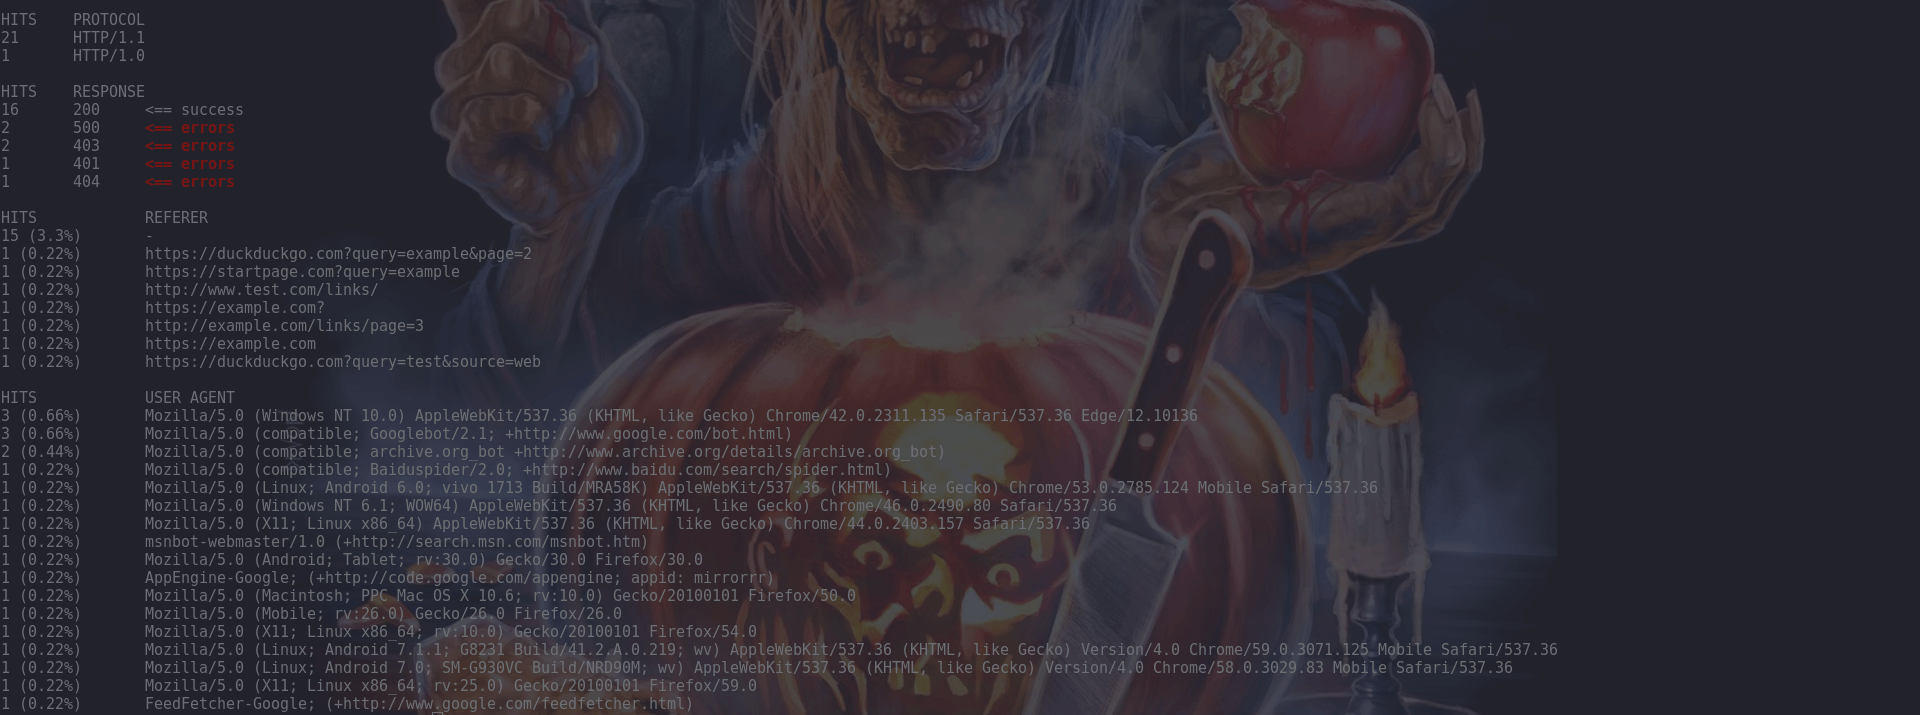 HITS    PROTOCOL
21      HTTP/1.1
1       HTTP/1.0
HITS    RESPONSE
16      200     <== success
2       500     <== errors
2       403     <== errors
1       401     <== errors
1       404     <== errors
HITS            REFERER
15 (3.3%)       -
1 (0.22%)       https://duckduckgo.com?query=example&page=2
1 (0.22%)       https://startpage.com?query=example
1 (0.22%)       http://www.test.com/links/
1 (0.22%)       https://example.com?
1 (0.22%)       http://example.com/links/page=3
1 (0.22%)       https://example.com
1 (0.22%)       https://duckduckgo.com?query=test&source=web
HITS            USER AGENT
3 (0.66%)       Mozilla/5.0 (Windows NT 10.0) AppleWebKit/537.36 (KHTML, like Gecko) Chrome/42.0.2311.135 Safari/537.36 Edge/12.10136
3 (0.66%)       Mozilla/5.0 (compatible; Googlebot/2.1; +http://www.google.com/bot.html)
2 (0.44%)       Mozilla/5.0 (compatible; archive.org_bot +http://www.archive.org/details/archive.org_bot)
1 (0.22%)       Mozilla/5.0 (compatible; Baiduspider/2.0; +http://www.baidu.com/search/spider.html)
1 (0.22%)       Mozilla/5.0 (Linux; Android 6.0; vivo 1713 Build/MRA58K) AppleWebKit/537.36 (KHTML, like Gecko) Chrome/53.0.2785.124 Mobile Safari/537.36
1 (0.22%)       Mozilla/5.0 (Windows NT 6.1; WOW64) AppleWebKit/537.36 (KHTML, like Gecko) Chrome/46.0.2490.80 Safari/537.36
1 (0.22%)       Mozilla/5.0 (X11; Linux x86_64) AppleWebKit/537.36 (KHTML, like Gecko) Chrome/44.0.2403.157 Safari/537.36
1 (0.22%)       msnbot-webmaster/1.0 (+http://search.msn.com/msnbot.htm)
1 (0.22%)       Mozilla/5.0 (Android; Tablet; rv:30.0) Gecko/30.0 Firefox/30.0
1 (0.22%)       AppEngine-Google; (+http://code.google.com/appengine; appid: mirrorrr)
1 (0.22%)       Mozilla/5.0 (Macintosh; PPC Mac OS X 10.6; rv:10.0) Gecko/20100101 Firefox/50.0
1 (0.22%)       Mozilla/5.0 (Mobile; rv:26.0) Gecko/26.0 Firefox/26.0
1 (0.22%)       Mozilla/5.0 (X11; Linux x86_64; rv:10.0) Gecko/20100101 Firefox/54.0
1 (0.22%)       Mozilla/5.0 (Linux; Android 7.1.1; G8231 Build/41.2.A.0.219; wv) AppleWebKit/537.36 (KHTML, like Gecko) Version/4.0 Chrome/59.0.3071.125 Mobile Safari/537.36
1 (0.22%)       Mozilla/5.0 (Linux; Android 7.0; SM-G930VC Build/NRD90M; wv) AppleWebKit/537.36 (KHTML, like Gecko) Version/4.0 Chrome/58.0.3029.83 Mobile Safari/537.36
1 (0.22%)       Mozilla/5.0 (X11; Linux x86_64; rv:25.0) Gecko/20100101 Firefox/59.0
1 (0.22%)       FeedFetcher-Google; (+http://www.google.com/feedfetcher.html)